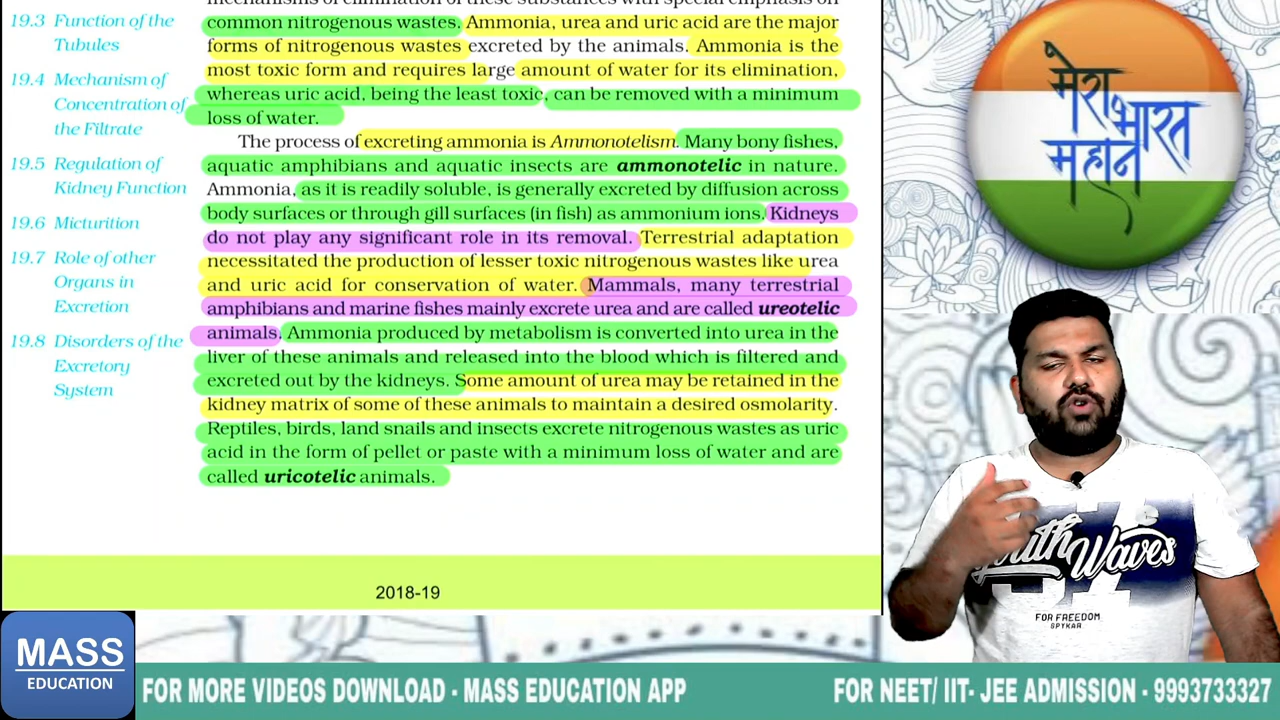 mechanisms of elimination of these substances with special emphasis on
common nitrogenous wastes. Ammonia, urea and uric acid are the major
forms of nitrogenous wastes excreted by the animals. Ammonia is the
most toxic form and requires large amount of water for its elimination,
whereas uric acid, being the least toxic, can be removed with a minimum
loss of water.
The process of excreting ammonia is Ammonotelism. Many bony fishes,
aquatic amphibians and aquatic insects are ammonotelic in nature.
Ammonia, as it is readily soluble, is generally excreted by diffusion across
body surfaces or through gill surfaces (in fish) as ammonium ions. Kidneys
do not play any significant role in its removal. Terrestrial adaptation
necessitated the production of lesser toxic nitrogenous wastes like urea
and uric acid for conservation of water. Mammals, many terrestrial
amphibians and marine fishes mainly excrete urea and are called ureotelic
animals. Ammonia produced by metabolism is converted into urea in the
liver of these animals and released into the blood which is filtered and
excreted out by the kidneys. Some amount of urea may be retained in the
kidney matrix of some of these animals to maintain a desired osmolarity.
Reptiles, birds, land snails and insects excrete nitrogenous wastes as uric
acid in the form of pellet or paste with a minimum loss of water and are
called uricotelic animals.
19.3 Function of the
Tubules
19.4 Mechanism of
Concentration of
the Filtrate
19.5 Regulation of
Kidney Function
19.6 Micturition
19.7 Role of other
Organs in
Excretion
19.8 Disorders of the
Excretory
System
2018-19
मेरा
भारत
महान
Waves
FOR FREEDOM
SPYKAR
MASS
EDUCATION
FOR MORE VIDEOS DOWNLOAD - MASS EDUCATION APP
FOR NEET/ IIT- JEE ADMISSION - 9993733327